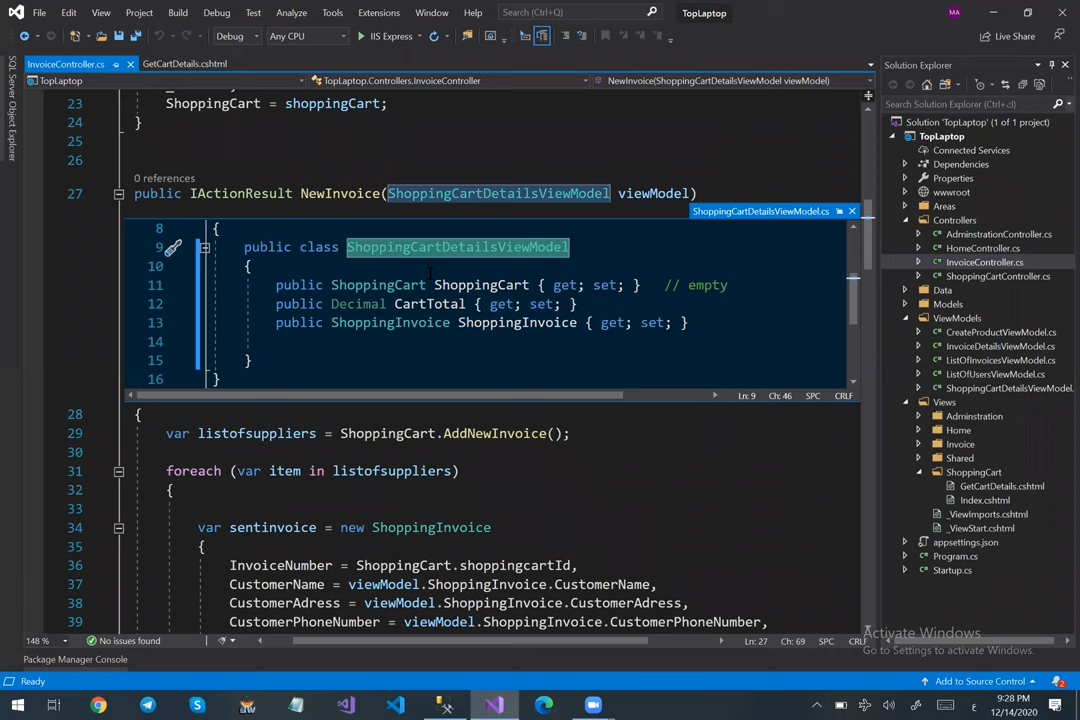 File Edit View Project Build Debug Test Analyze Tools Extensions Window Help Search (Ctrl+Q) TopLaptop MA
Debug Any CPU IIS Express Live Share
SQL Server Object Explorer
InvoiceController.cs GetCartDetails.cshtml
TopLaptop TopLaptop.Controllers.InvoiceController NewInvoice(ShoppingCartDetailsViewModel viewModel)
23 ShoppingCart = shoppingCart;
24 }
25
26
0 references
27 public IActionResult NewInvoice(ShoppingCartDetailsViewModel viewModel)
ShoppingCartDetailsViewModel.cs
8 {
9 public class ShoppingCartDetailsViewModel
10 {
11 public ShoppingCart ShoppingCart { get; set; } // empty
12 public Decimal CartTotal { get; set; }
13 public ShoppingInvoice ShoppingInvoice { get; set; }
14
15 }
16 }
Ln: 9 Ch: 46 SPC CRLF
28 {
29 var listofsuppliers = ShoppingCart.AddNewInvoice();
30
31 foreach (var item in listofsuppliers)
32 {
33
34 var sentinvoice = new ShoppingInvoice
35 {
36 InvoiceNumber = ShoppingCart.shoppingcartId,
37 CustomerName = viewModel.ShoppingInvoice.CustomerName,
38 CustomerAdress = viewModel.ShoppingInvoice.CustomerAdress,
39 CustomerPhoneNumber = viewModel.ShoppingInvoice.CustomerPhoneNumber,
148 % No issues found Ln: 27 Ch: 69 SPC CRLF
Package Manager Console
Solution Explorer
Search Solution Explorer (Ctrl+;)
Solution 'TopLaptop' (1 of 1 project)
TopLaptop
Connected Services
Dependencies
Properties
wwwroot
Areas
Controllers
AdminstrationController.cs
HomeController.cs
InvoiceController.cs
ShoppingCartController.cs
Data
Models
ViewModels
CreateProductViewModel.cs
InvoiceDetailsViewModel.cs
ListOfInvoicesViewModel.cs
ListOfUsersViewModel.cs
ShoppingCartDetailsViewModel.
Views
Adminstration
Home
Invoice
Shared
ShoppingCart
GetCartDetails.cshtml
Index.cshtml
_ViewImports.cshtml
_ViewStart.cshtml
appsettings.json
Program.cs
Startup.cs
Activate Windows
Go to Settings to activate Windows.
Ready Add to Source Control 2
9:28 PM
12/14/2020